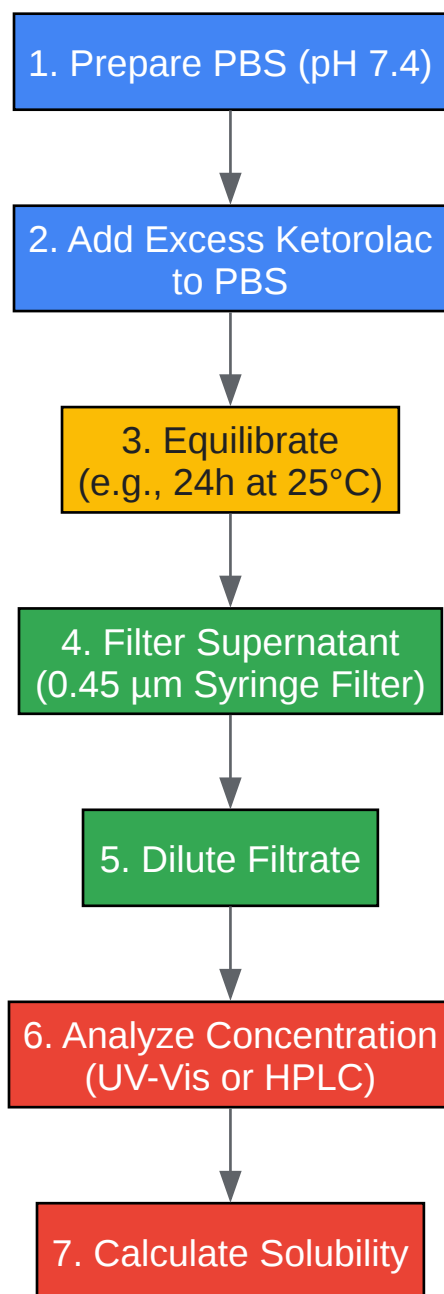 1. Prepare PBS (pH 7.4)
2. Add Excess Ketorolac
to PBS
3. Equilibrate
(e.g., 24h at 25°C)
4. Filter Supernatant
(0.45 µm Syringe Filter)
5. Dilute Filtrate
6. Analyze Concentration
(UV-Vis or HPLC)
7. Calculate Solubility